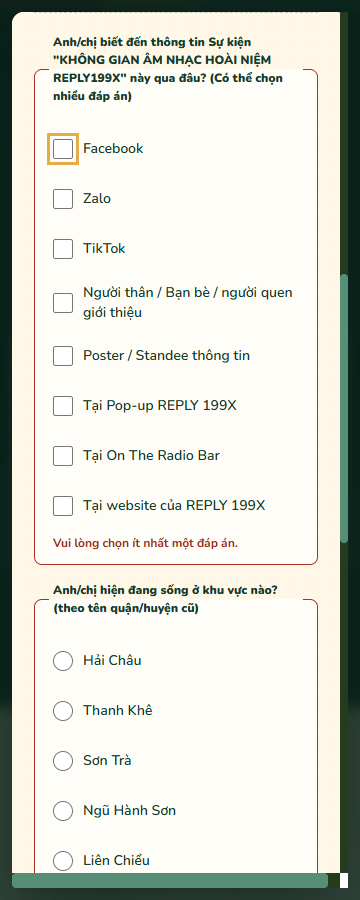 Anh/chị biết đến thông tin Sự kiện
"KHÔNG GIAN ÂM NHẠC HOÀI NIỆM
REPLY199X" này qua đâu? (Có thể chọn
nhiều đáp án)
Facebook
Zalo
TikTok
Người thân / Bạn bè / người quen
giới thiệu
Poster / Standee thông tin
Tại Pop-up REPLY 199X
Tại On The Radio Bar
Tại website của REPLY 199X
Vui lòng chọn ít nhất một đáp án.
Anh/chị hiện đang sống ở khu vực nào?
(theo tên quận/huyện cũ)
Hải Châu
Thanh Khê
Sơn Trà
Ngũ Hành Sơn
Liên Chiểu